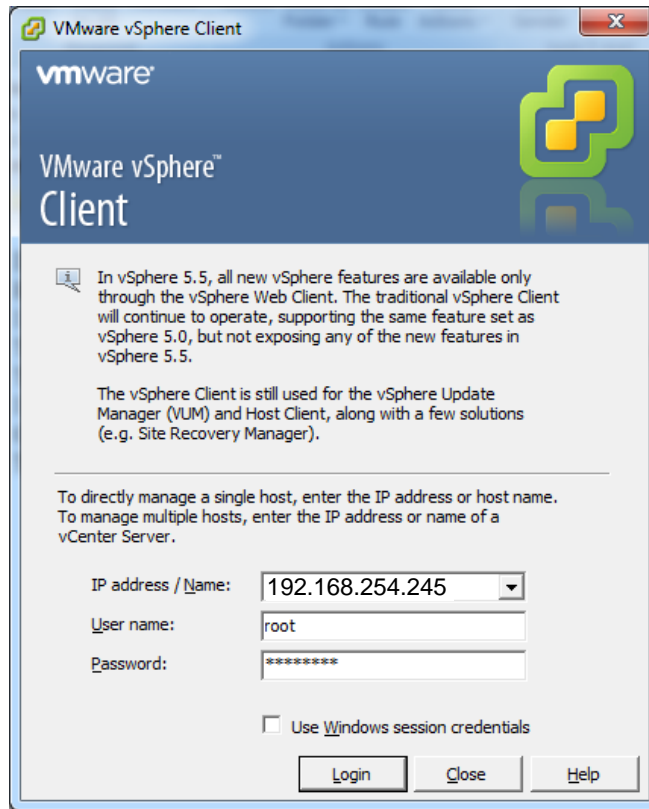 VMware vSphere Client
vmware®
VMware vSphere™
Client
In vSphere 5.5, all new vSphere features are available only
through the vSphere Web Client. The traditional vSphere Client
will continue to operate, supporting the same feature set as
vSphere 5.0, but not exposing any of the new features in
vSphere 5.5.
The vSphere Client is still used for the vSphere Update
Manager (VUM) and Host Client, along with a few solutions
(e.g. Site Recovery Manager).
To directly manage a single host, enter the IP address or host name.
To manage multiple hosts, enter the IP address or name of a
vCenter Server.
IP address / Name: 192.168.254.245
User name: root
Password: ********
Use Windows session credentials
Login Close Help